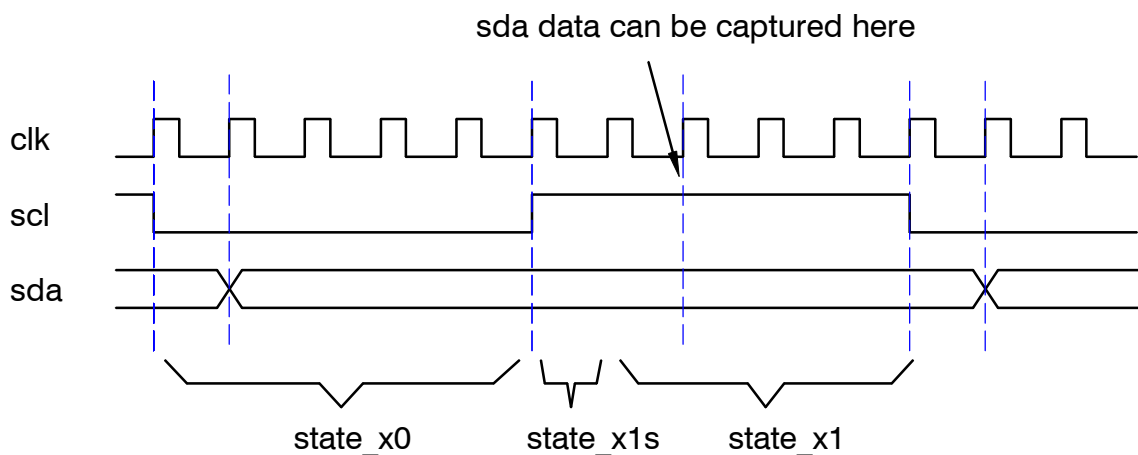 sda data can be captured here
clk
scl
sda
state_x0
state_x1s
state_x1